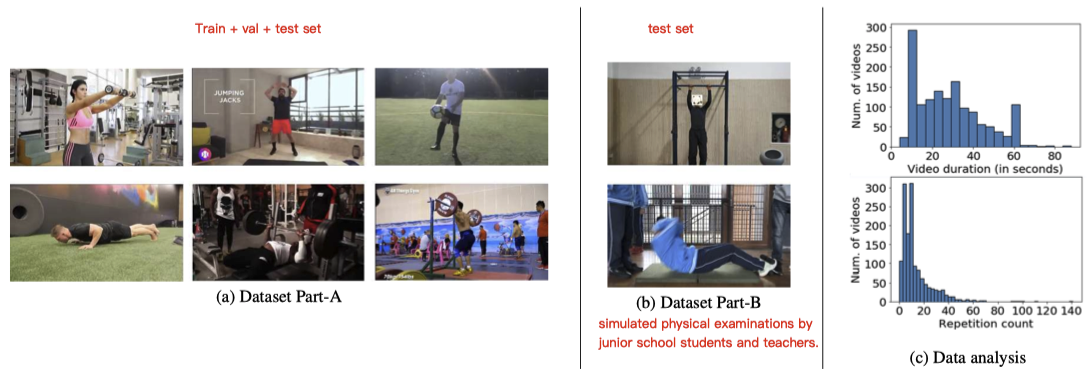 Train + val + test set
JUMPING
JACKS
(a) Dataset Part-A
test set
(b) Dataset Part-B
simulated physical examinations by
junior school students and teachers.
300
250
200
150
100
50
0
Num. of videos
20 40 60 80
Video duration (in seconds)
300
250
200
150
100
50
0
Num. of videos
0 20 40 60 80 100 120 140
Repetition count
(c) Data analysis